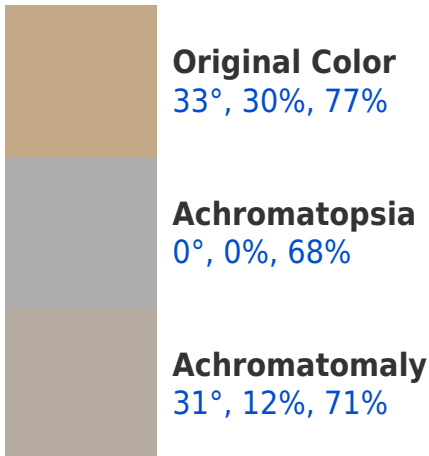 Original Color
33°, 30%, 77%
Achromatopsia
0°, 0%, 68%
Achromatomaly
31°, 12%, 71%